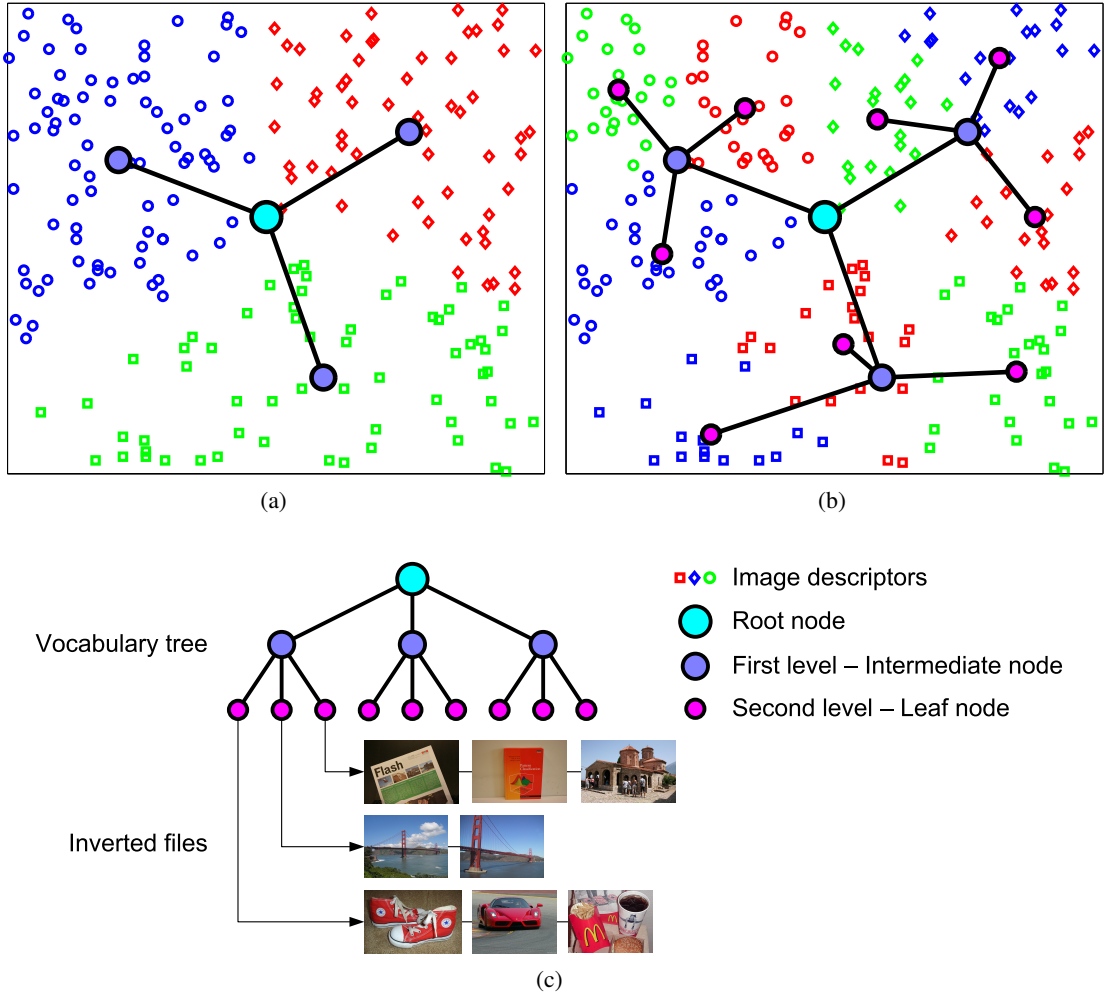 (a)
(b)
Vocabulary tree
Image descriptors
Root node
First level – Intermediate node
Second level – Leaf node
Flash
Inverted files
(c)